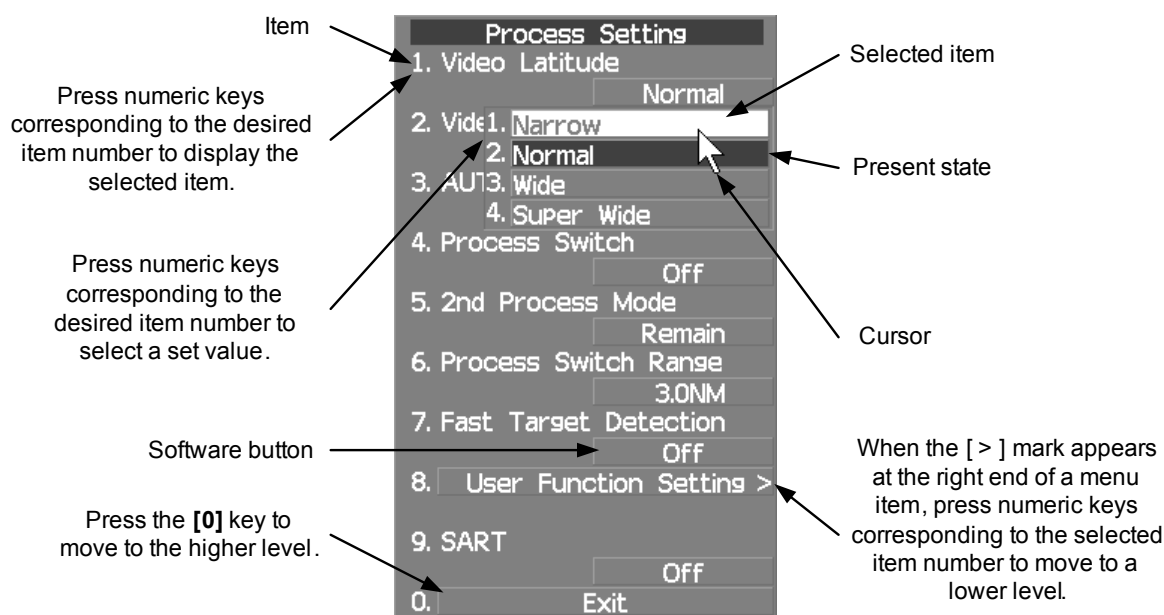 Item
Press numeric keys
corresponding to the desired
item number to display the
selected item.
Press numeric keys
corresponding to the
desired item number to
select a set value.
Software button
Press the [0] key to
move to the higher level.
Process Setting
1. Video Latitude
Normal
2. Vide
1. Narrow
2. Normal
3. AUT
3. Wide
4. Super Wide
4. Process Switch
Off
5. 2nd Process Mode
Remain
6. Process Switch Range
3.0NM
7. Fast Target Detection
Off
8. User Function Setting >
9. SART
Off
0. Exit
Selected item
Present state
Cursor
When the [ > ] mark appears
at the right end of a menu
item, press numeric keys
corresponding to the selected
item number to move to a
lower level.